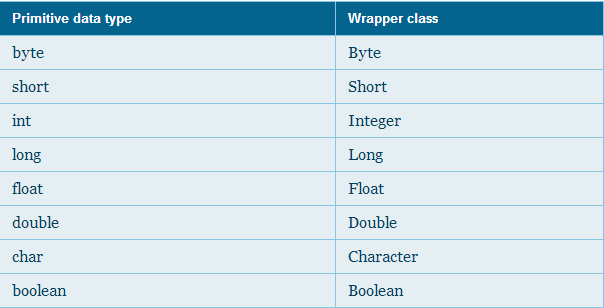 Primitive data type Wrapper class
byte Byte
short Short
int Integer
long Long
float Float
double Double
char Character
boolean Boolean